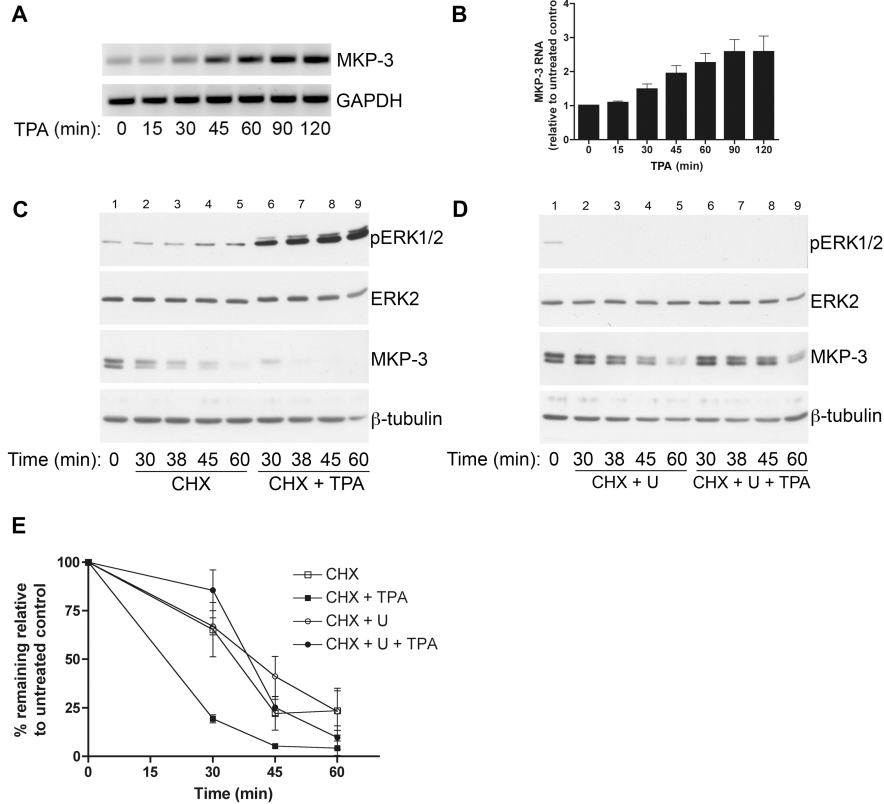 A
MKP-3
GAPDH
TPA (min): 0 15 30 45 60 90 120
B
MKP-3 RNA
(relative to untreated control)
4
3
2
1
0
0 15 30 45 60 90 120
TPA (min)
C
1 2 3 4 5 6 7 8 9
pERK1/2
ERK2
MKP-3
β-tubulin
Time (min): 0 30 38 45 60 30 38 45 60
CHX CHX + TPA
D
1 2 3 4 5 6 7 8 9
pERK1/2
ERK2
MKP-3
β-tubulin
Time (min): 0 30 38 45 60 30 38 45 60
CHX + U CHX + U + TPA
E
% remaining relative
to untreated control
100
75
50
25
0
0 15 30 45 60
Time (min)
CHX
CHX + TPA
CHX + U
CHX + U + TPA